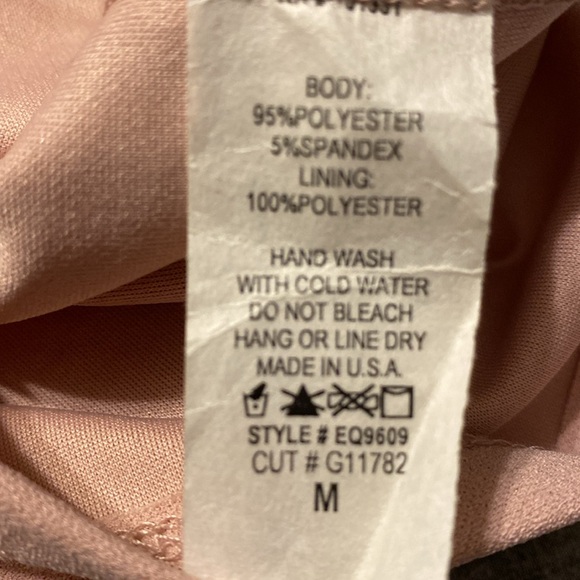 BODY:
95%POLYESTER
5%SPANDEX
LINING:
100%POLYESTER
HAND WASH
WITH COLD WATER
DO NOT BLEACH
HANG OR LINE DRY
MADE IN U.S.A.
STYLE # EQ9609
CUT # G11782
M